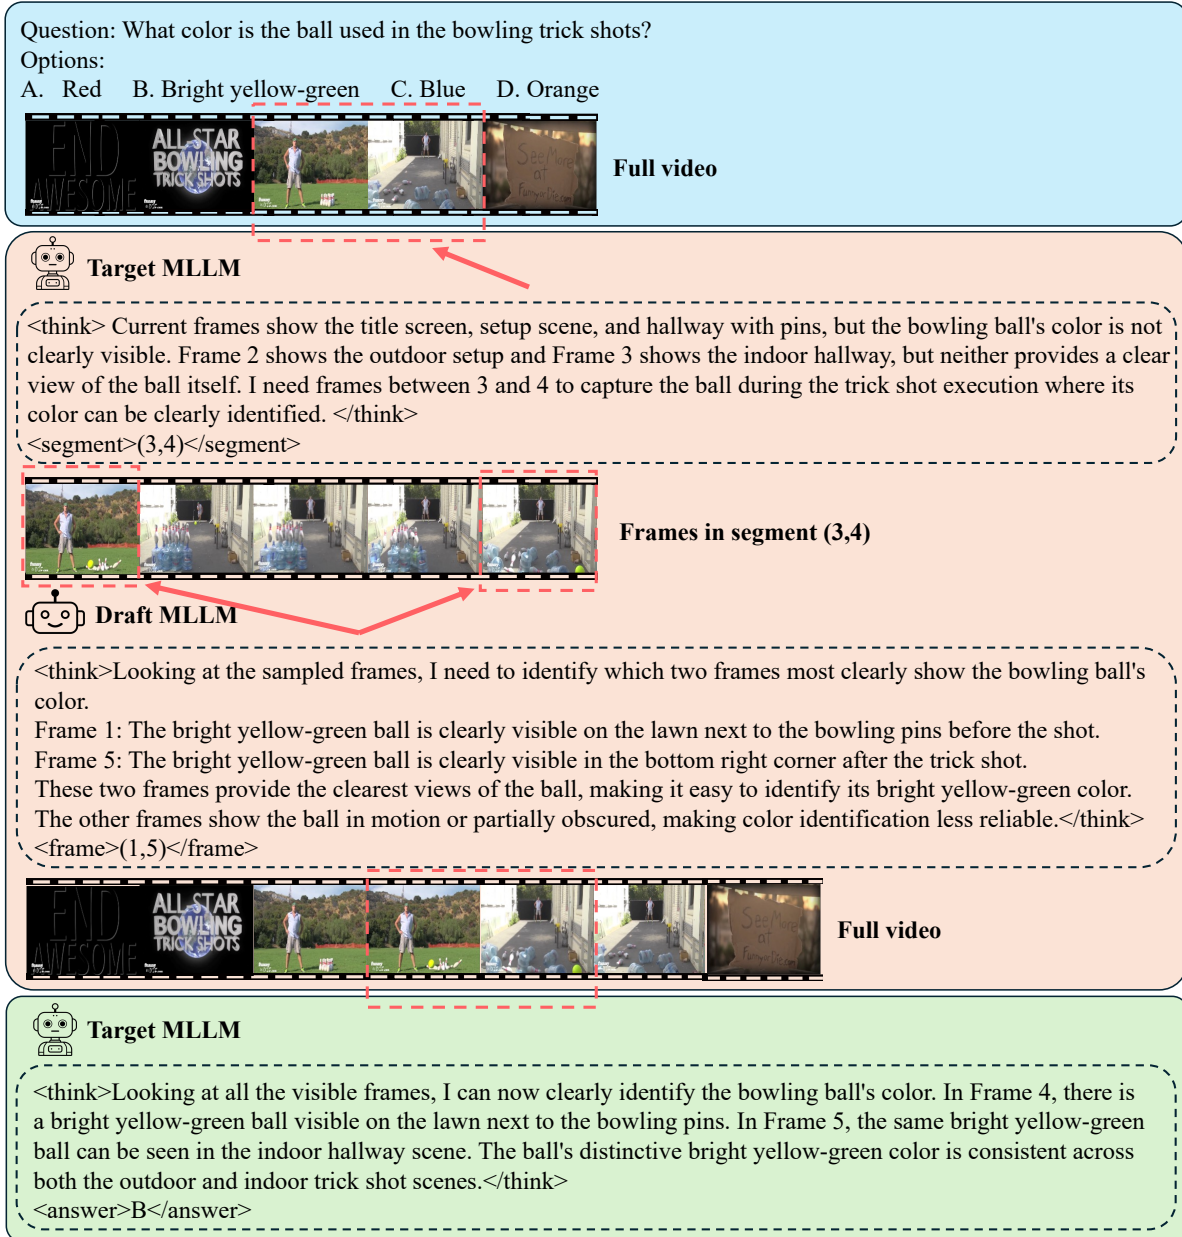 Question: What color is the ball used in the bowling trick shots?
Options:
A. Red B. Bright yellow-green C. Blue D. Orange
END
AWESOME
ALL STAR
BOWLING
TRICK SHOTS
See More
at
FunnyorDie.com
Full video
Target MLLM
<think> Current frames show the title screen, setup scene, and hallway with pins, but the bowling ball's color is not
clearly visible. Frame 2 shows the outdoor setup and Frame 3 shows the indoor hallway, but neither provides a clear
view of the ball itself. I need frames between 3 and 4 to capture the ball during the trick shot execution where its
color can be clearly identified. </think>
<segment>(3,4)</segment>
Frames in segment (3,4)
Draft MLLM
<think>Looking at the sampled frames, I need to identify which two frames most clearly show the bowling ball's
color.
Frame 1: The bright yellow-green ball is clearly visible on the lawn next to the bowling pins before the shot.
Frame 5: The bright yellow-green ball is clearly visible in the bottom right corner after the trick shot.
These two frames provide the clearest views of the ball, making it easy to identify its bright yellow-green color.
The other frames show the ball in motion or partially obscured, making color identification less reliable.</think>
<frame>(1,5)</frame>
END
AWESOME
ALL STAR
BOWLING
TRICK SHOTS
See More
at
FunnyorDie.com
Full video
Target MLLM
<think>Looking at all the visible frames, I can now clearly identify the bowling ball's color. In Frame 4, there is
a bright yellow-green ball visible on the lawn next to the bowling pins. In Frame 5, the same bright yellow-green
ball can be seen in the indoor hallway scene. The ball's distinctive bright yellow-green color is consistent across
both the outdoor and indoor trick shot scenes.</think>
<answer>B</answer>